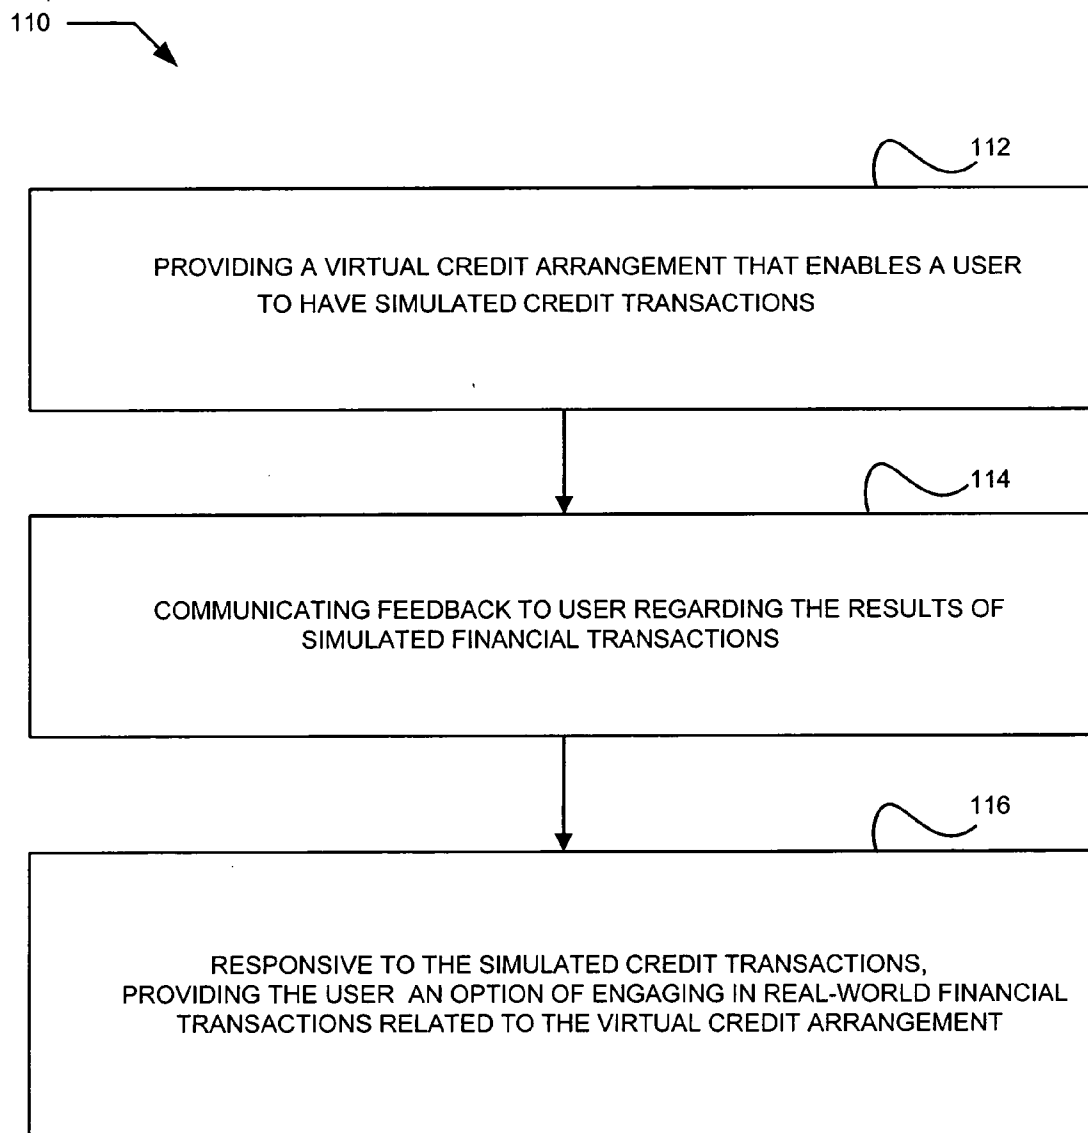 110
112
PROVIDING A VIRTUAL CREDIT ARRANGEMENT THAT ENABLES A USER
TO HAVE SIMULATED CREDIT TRANSACTIONS
114
COMMUNICATING FEEDBACK TO USER REGARDING THE RESULTS OF
SIMULATED FINANCIAL TRANSACTIONS
116
RESPONSIVE TO THE SIMULATED CREDIT TRANSACTIONS,
PROVIDING THE USER AN OPTION OF ENGAGING IN REAL-WORLD FINANCIAL
TRANSACTIONS RELATED TO THE VIRTUAL CREDIT ARRANGEMENT